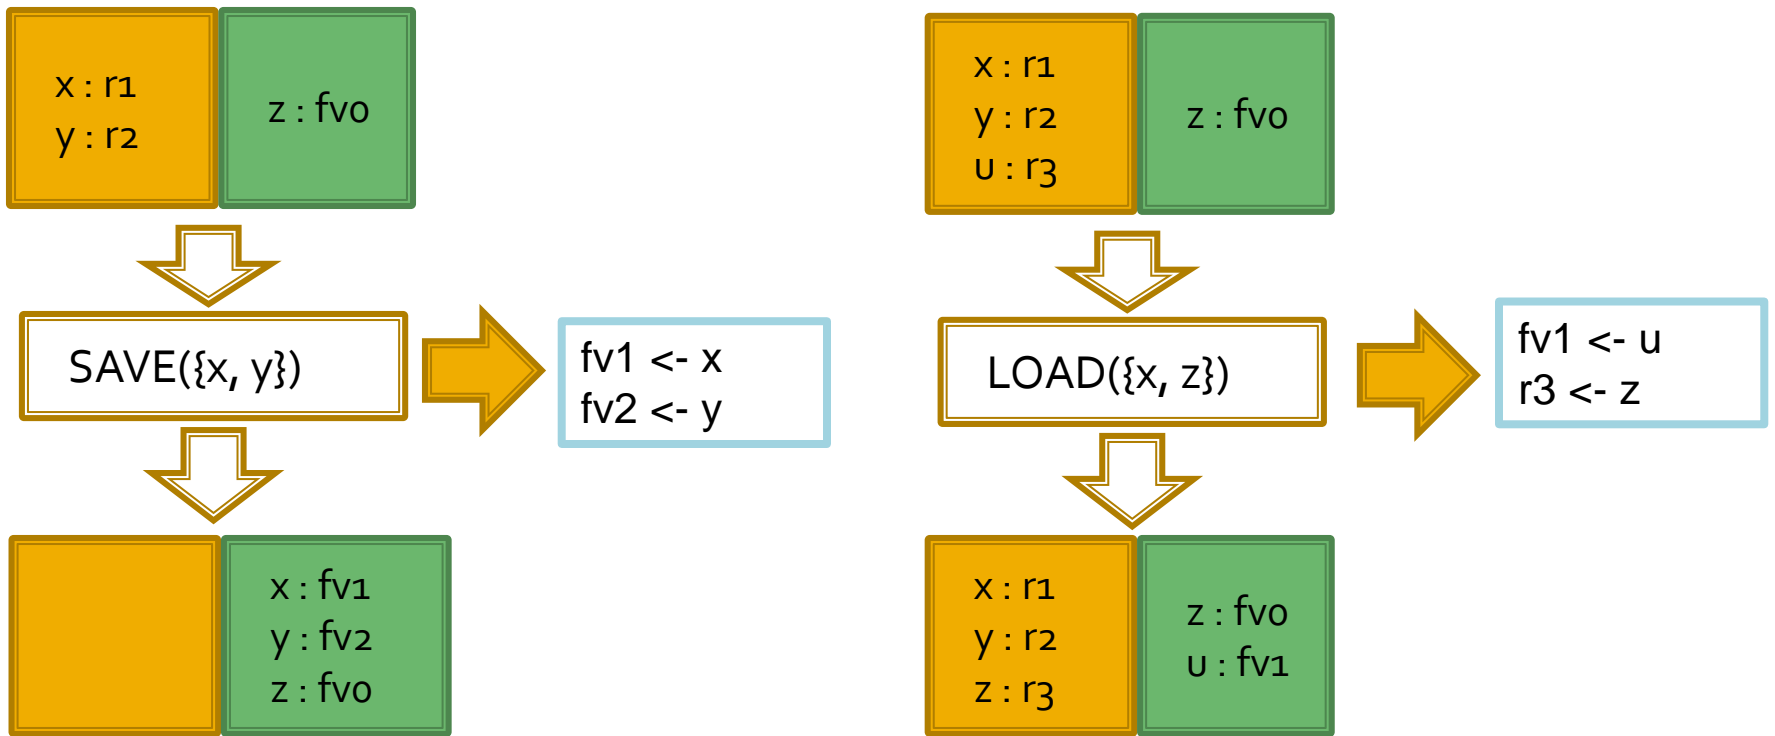 x : r1
y : r2
z : fv0
SAVE({x, y})
fv1 <- x
fv2 <- y
x : fv1
y : fv2
z : fv0
x : r1
y : r2
u : r3
z : fv0
LOAD({x, z})
fv1 <- u
r3 <- z
x : r1
y : r2
z : r3
z : fv0
u : fv1